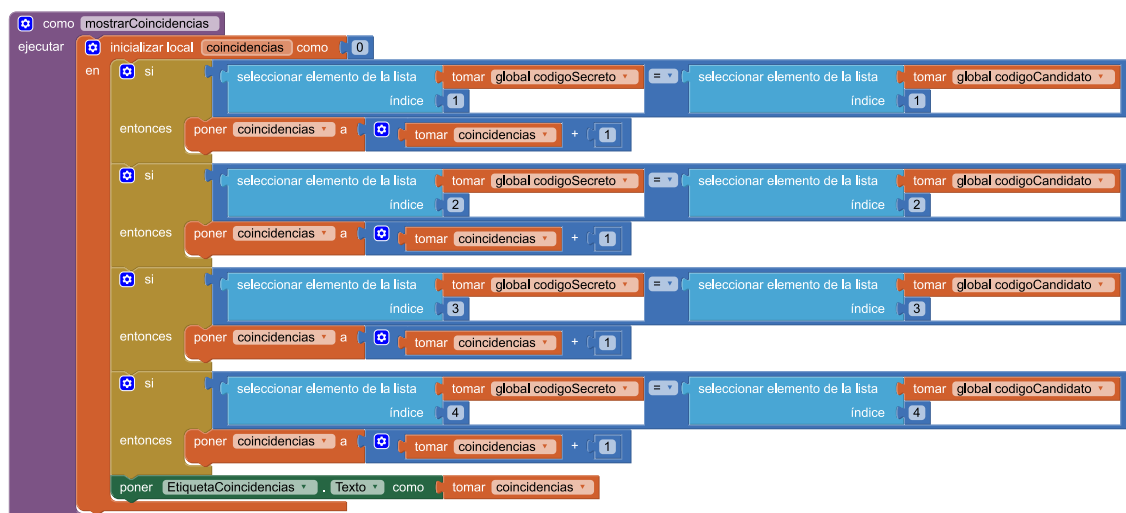 como mostrarCoincidencias
ejecutar inicializar local coincidencias como 0
en si seleccionar elemento de la lista tomar global codigoSecreto = seleccionar elemento de la lista tomar global codigoCandidato
índice 1 índice 1
entonces poner coincidencias a tomar coincidencias + 1
si seleccionar elemento de la lista tomar global codigoSecreto = seleccionar elemento de la lista tomar global codigoCandidato
índice 2 índice 2
entonces poner coincidencias a tomar coincidencias + 1
si seleccionar elemento de la lista tomar global codigoSecreto = seleccionar elemento de la lista tomar global codigoCandidato
índice 3 índice 3
entonces poner coincidencias a tomar coincidencias + 1
si seleccionar elemento de la lista tomar global codigoSecreto = seleccionar elemento de la lista tomar global codigoCandidato
índice 4 índice 4
entonces poner coincidencias a tomar coincidencias + 1
poner EtiquetaCoincidencias . Texto como tomar coincidencias